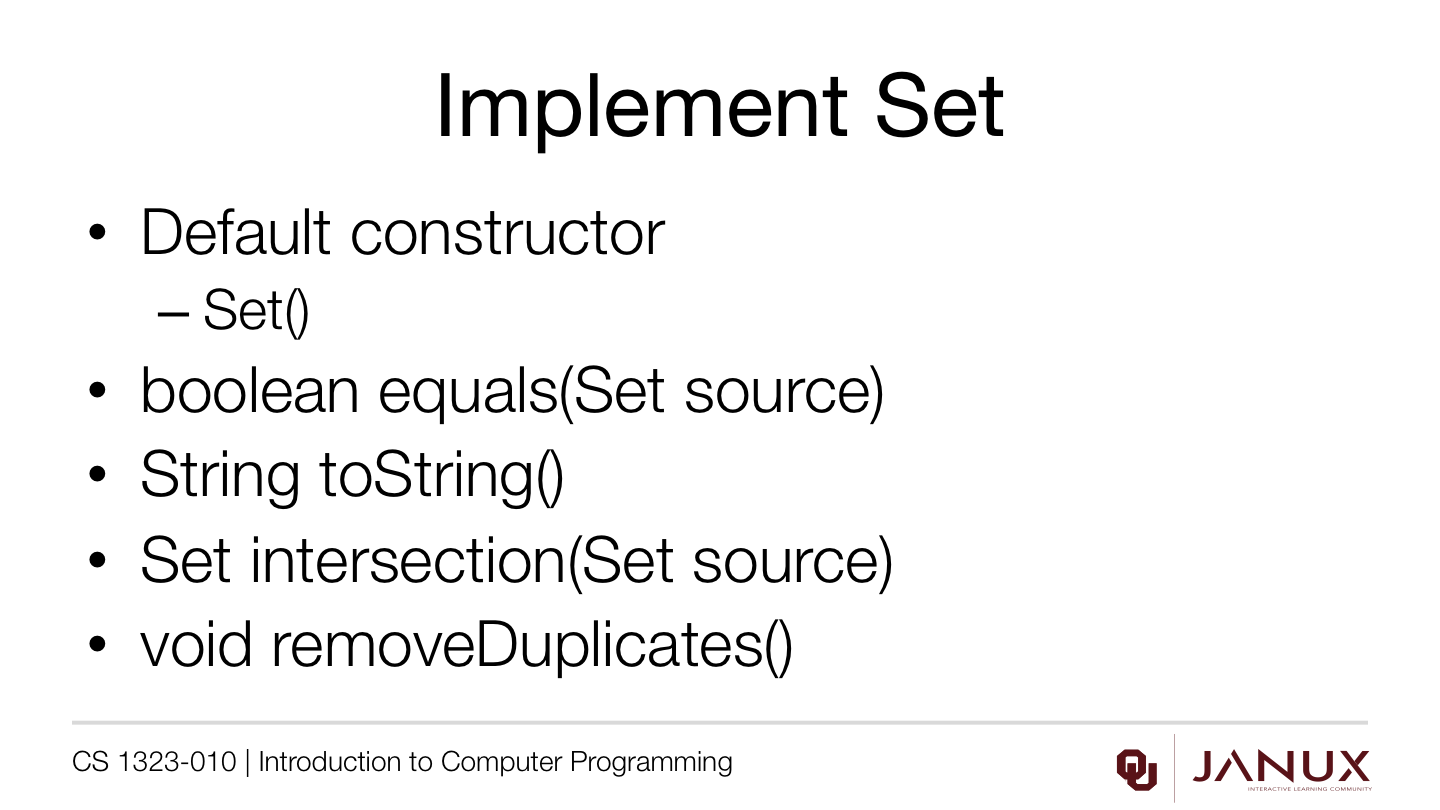 Implement Set
• Default constructor
– Set()
• boolean equals(Set source)
• String toString()
• Set intersection(Set source)
• void removeDuplicates()
CS 1323-010 | Introduction to Computer Programming
OU
JANUX
INTERACTIVE LEARNING COMMUNITY